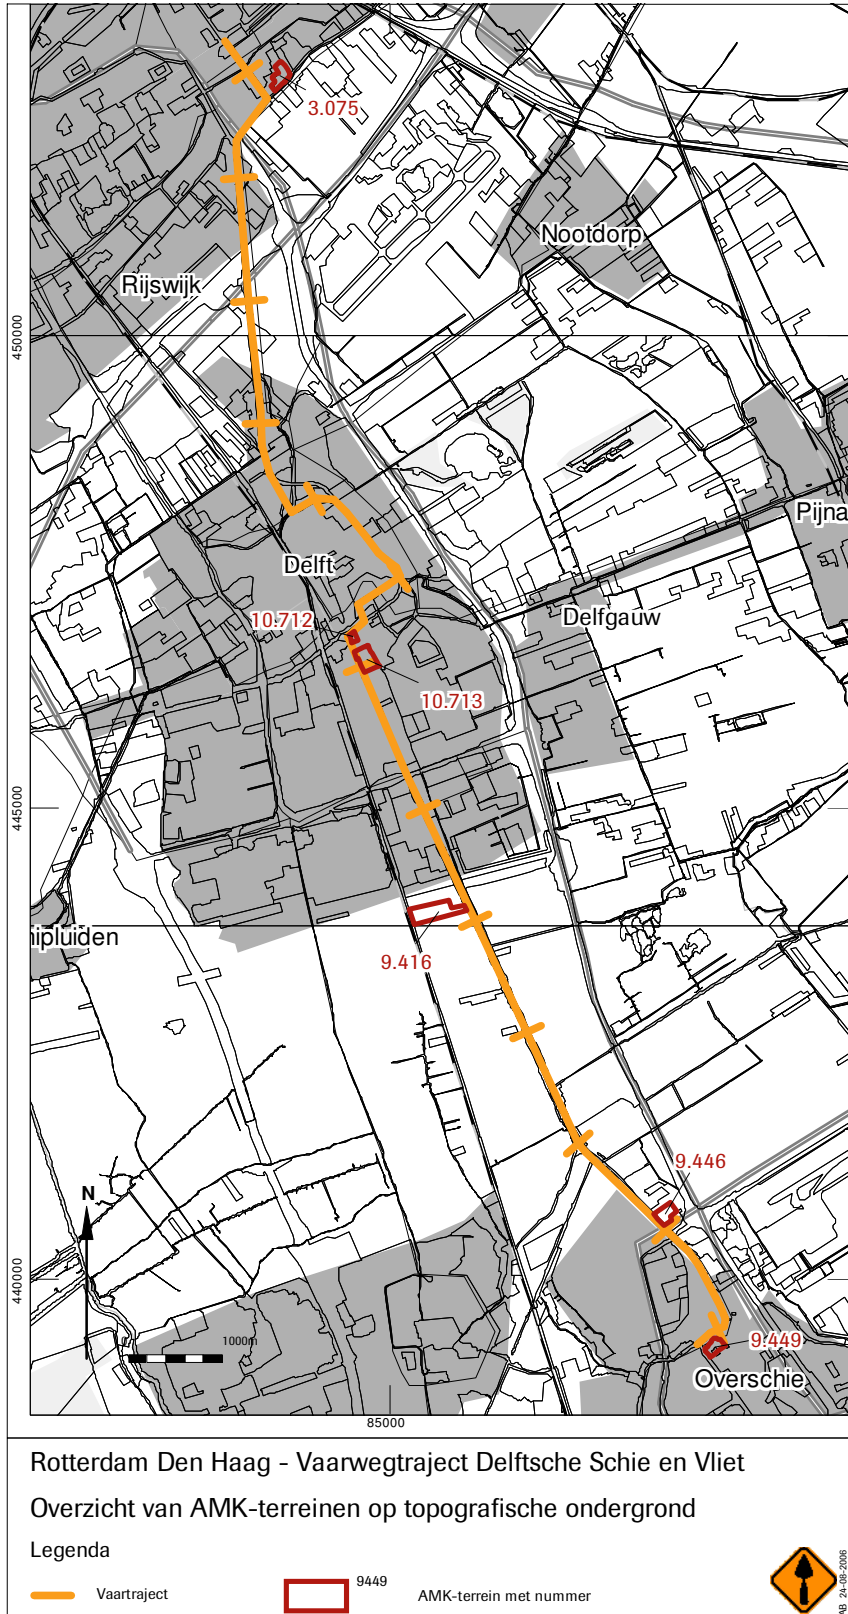 3.075
Nootdorp
Rijswijk
450000
Pijna
Delft
10.712
Delfgauw
10.713
445000
hipluiden
9.416
9.446
N
440000
1000m
9.449
Overschie
85000
Rotterdam Den Haag - Vaarwegtraject Delftsche Schie en Vliet
Overzicht van AMK-terreinen op topografische ondergrond
Legenda
Vaartraject
9449
AMK-terrein met nummer
AB 24-08-2006